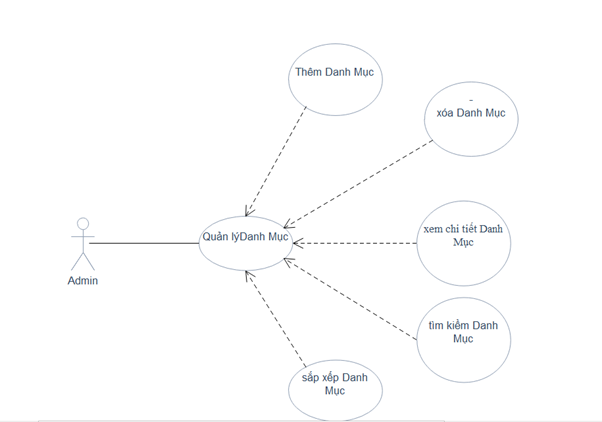 Thêm Danh Mục
-
xóa Danh Mục
xem chi tiết Danh
Mục
Quản lýDanh Mục
Admin
tìm kiểm Danh
Mục
sắp xếp Danh
Mục